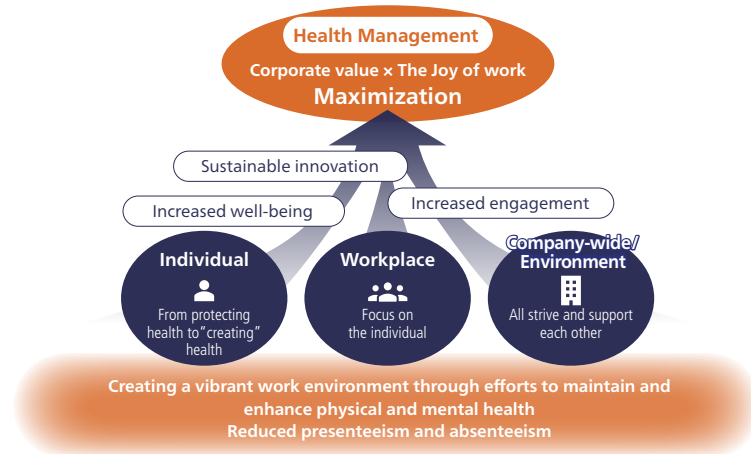 Health Management
Corporate value × The Joy of work
Maximization
Sustainable innovation
Increased well-being
Increased engagement
Individual
From protecting
health to“creating”
health
Workplace
Focus on
the individual
Company-wide/
Environment
All strive and support
each other
Creating a vibrant work environment through efforts to maintain and
enhance physical and mental health
Reduced presenteeism and absenteeism